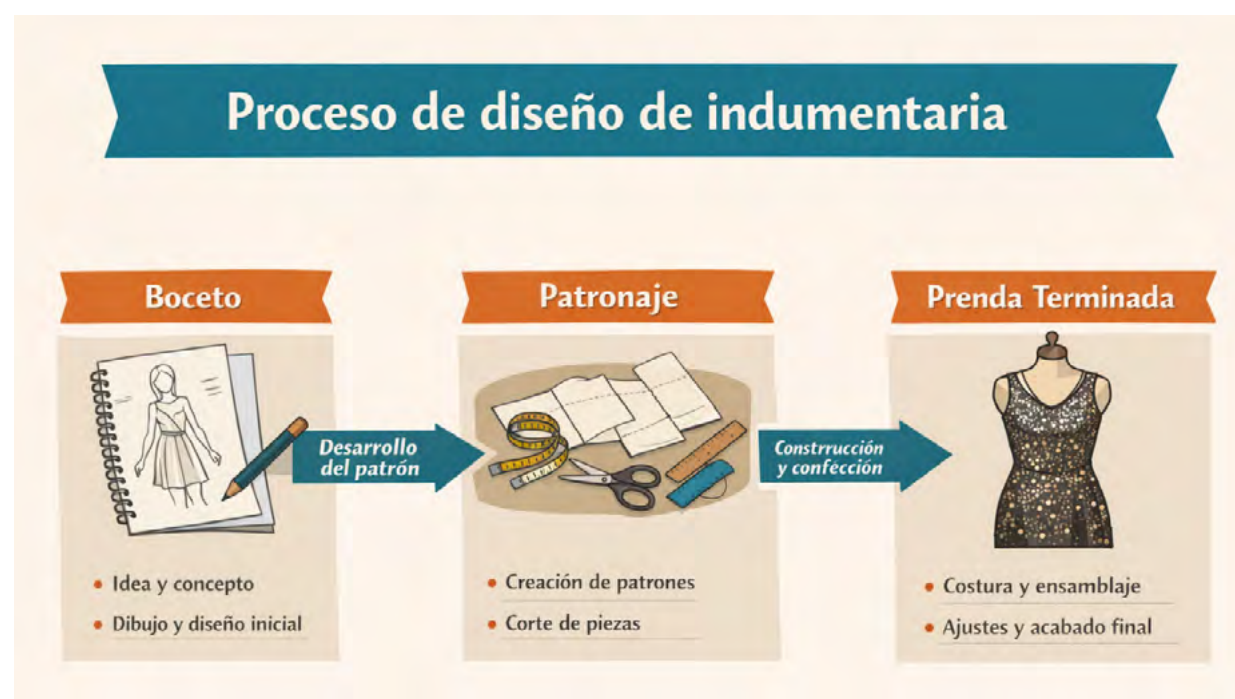 Proceso de diseño de indumentaria
Boceto
Patronaje
Prenda Terminada
Desarrollo
del patrón
Constrrucción
y confección
• Idea y concepto
• Dibujo y diseño inicial
• Creación de patrones
• Corte de piezas
• Costura y ensamblaje
• Ajustes y acabado final